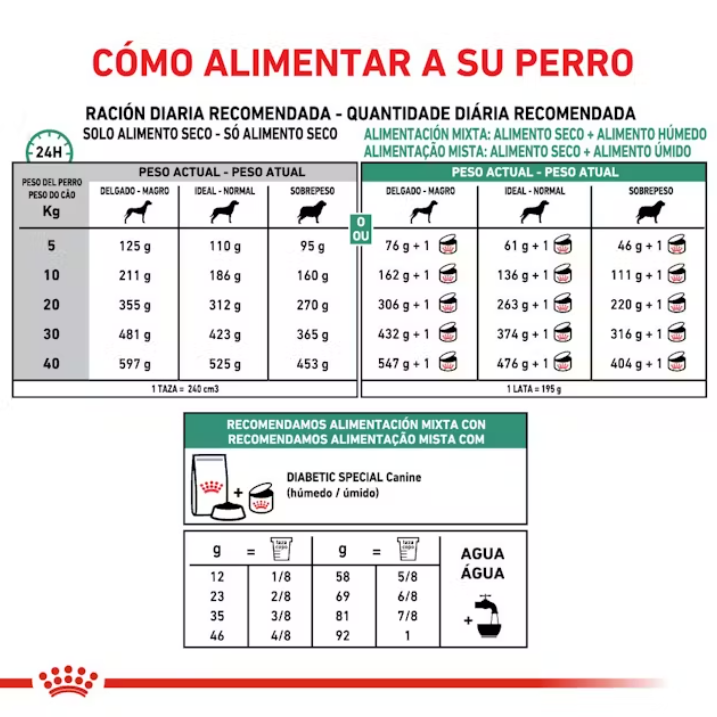 CÓMO ALIMENTAR A SU PERRO
RACIÓN DIARIA RECOMENDADA - QUANTIDADE DIÁRIA RECOMENDADA
24H
SOLO ALIMENTO SECO - SÓ ALIMENTO SECO
ALIMENTACIÓN MIXTA: ALIMENTO SECO + ALIMENTO HÚMEDO
ALIMENTAÇÃO MISTA: ALIMENTO SECO + ALIMENTO ÚMIDO
PESO DEL PERRO
PESO DO CÃO
Kg
PESO ACTUAL - PESO ATUAL
DELGADO - MAGRO IDEAL - NORMAL SOBREPESO
O
OU
PESO ACTUAL - PESO ATUAL
DELGADO - MAGRO IDEAL - NORMAL SOBREPESO
5 125 g 110 g 95 g 76 g + 1 61 g + 1 46 g + 1
10 211 g 186 g 160 g 162 g + 1 136 g + 1 111 g + 1
20 355 g 312 g 270 g 306 g + 1 263 g + 1 220 g + 1
30 481 g 423 g 365 g 432 g + 1 374 g + 1 316 g + 1
40 597 g 525 g 453 g 547 g + 1 476 g + 1 404 g + 1
1 TAZA = 240 cm3
1 LATA = 195 g
RECOMENDAMOS ALIMENTACIÓN MIXTA CON
RECOMENDAMOS ALIMENTAÇÃO MISTA COM
+
DIABETIC SPECIAL Canine
(húmedo / úmido)
g = taza copo g = taza copo
12 1/8 58 5/8
23 2/8 69 6/8
35 3/8 81 7/8
46 4/8 92 1
AGUA
ÁGUA
+